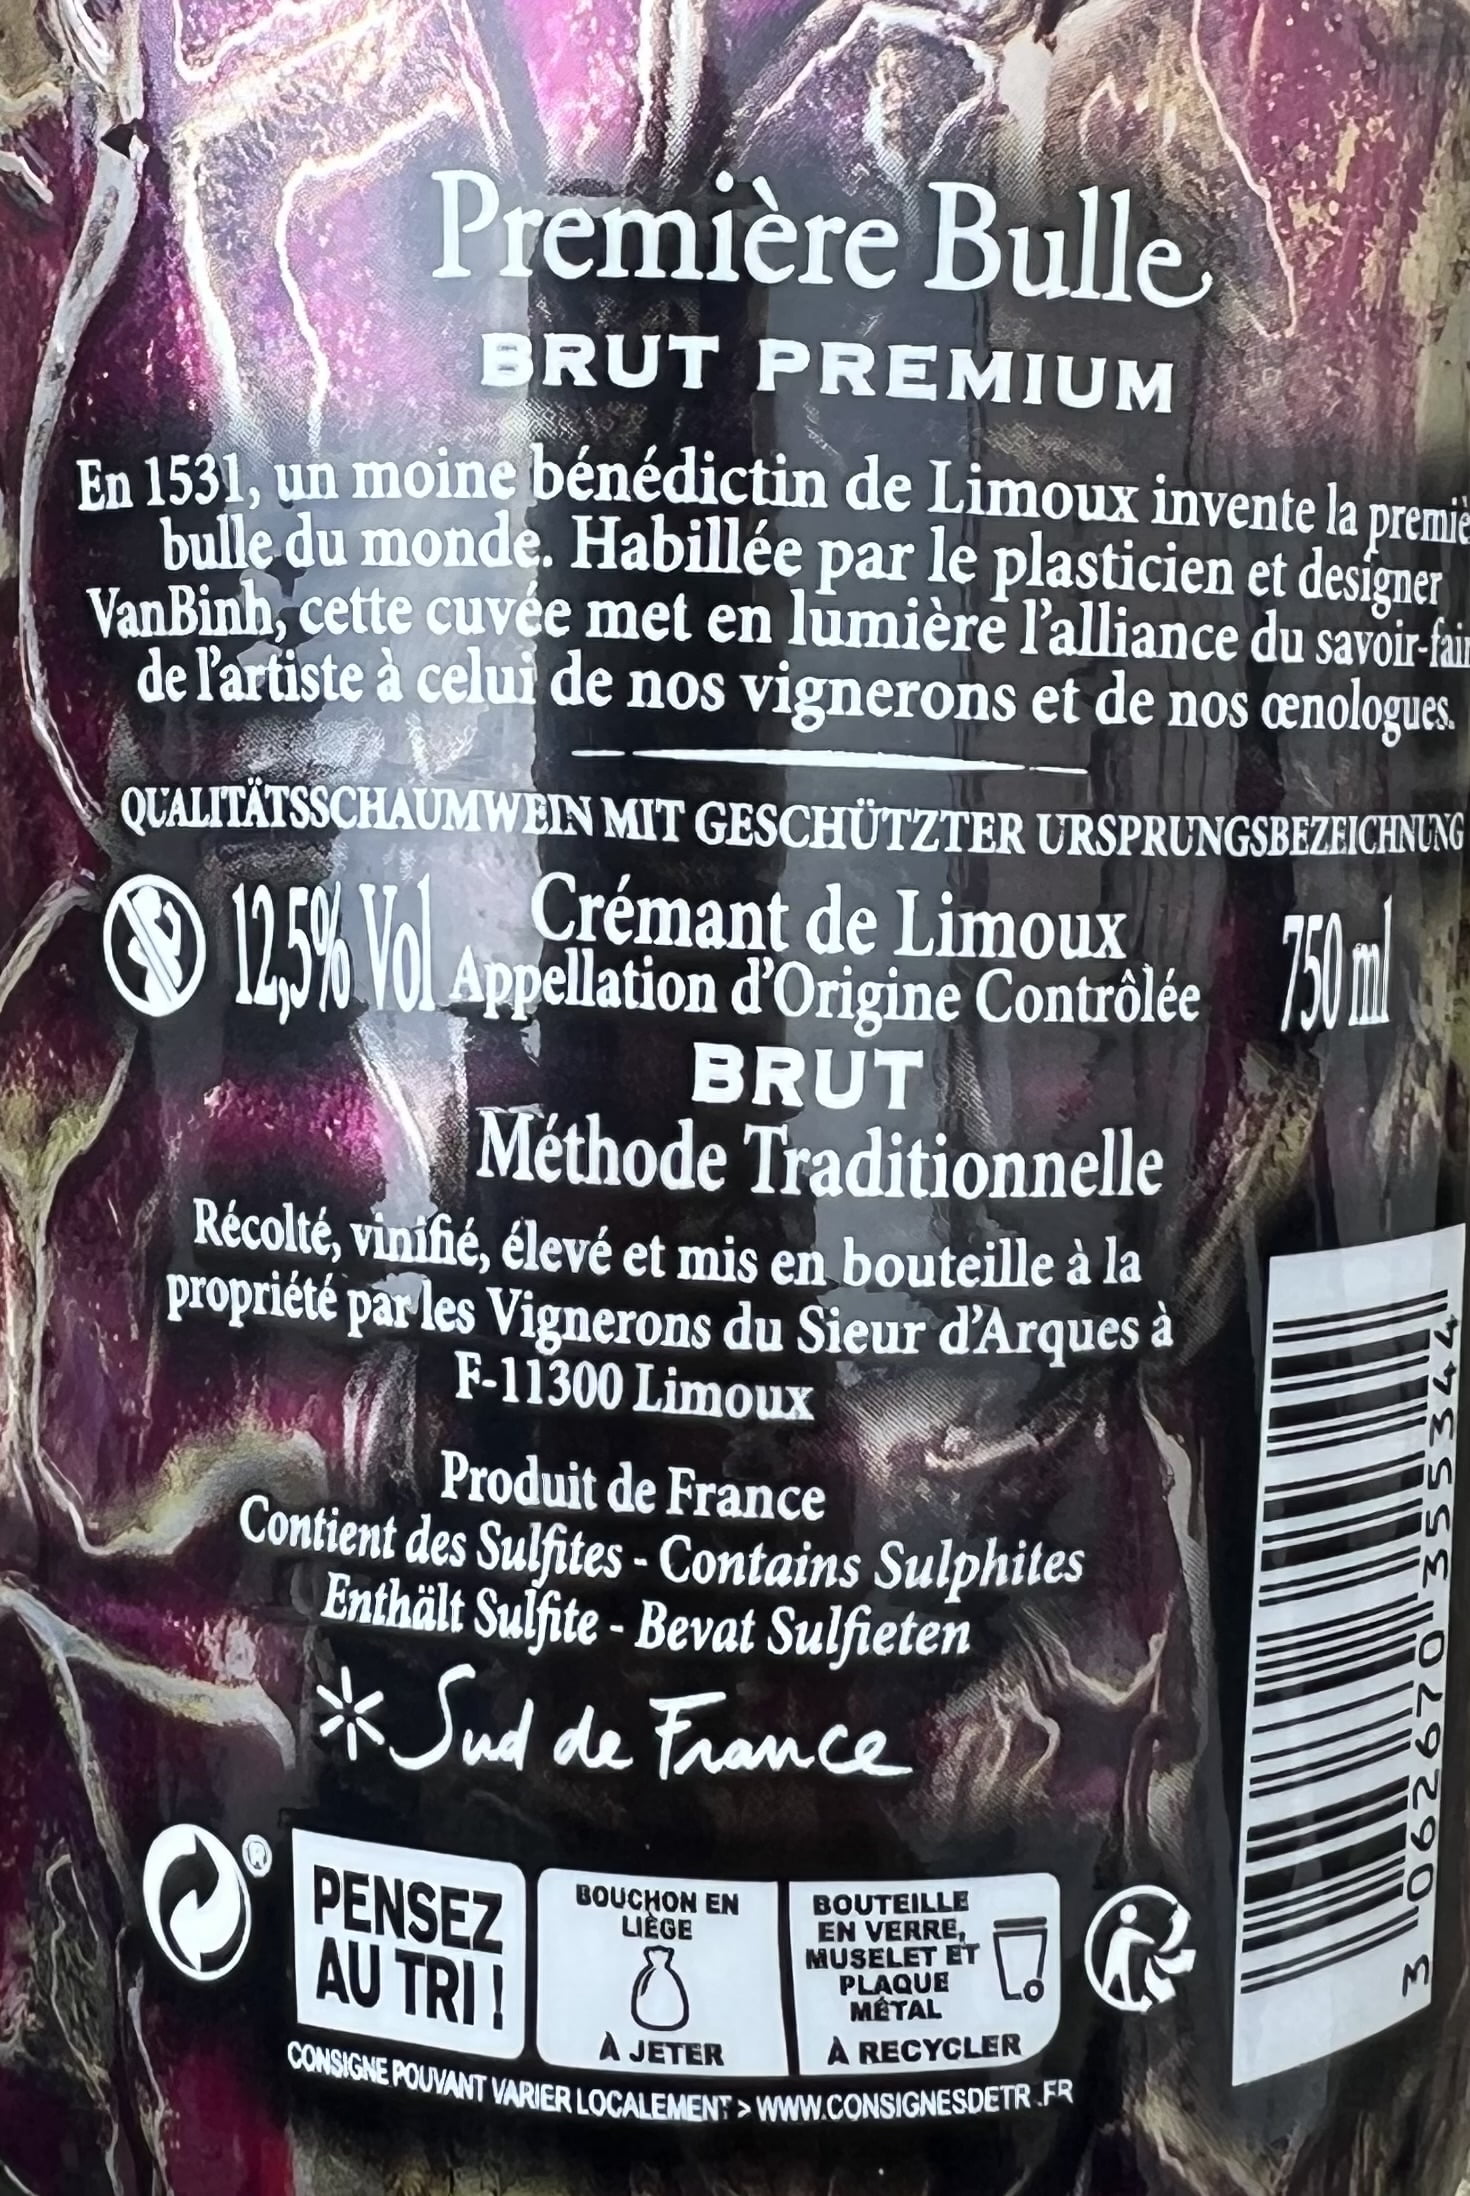 Première Bulle
BRUT PREMIUM
En 1531, un moine bénédictin de Limoux invente la premiè
bulle du monde. Habillée par le plasticien et designer
VanBinh, cette cuvée met en lumière l'alliance du savoir-fair
de l'artiste à celui de nos vignerons et de nos œnologues.
QUALITÄTSSCHAUMWEIN MIT GESCHÜTZTER URSPRUNGSBEZEICHNUNG
12,5% Vol
Crémant de Limoux
Appellation d'Origine Contrôlée
750 ml
BRUT
Méthode Traditionnelle
Récolté, vinifié, élevé et mis en bouteille à la
propriété par les Vignerons du Sieur d'Arques à
F-11300 Limoux
Produit de France
Contient des Sulfites - Contains Sulphites
Enthält Sulfite - Bevat Sulfieten
Sud de France
®
PENSEZ
AU TRI !
BOUCHON EN
LIÈGE
À JETER
BOUTEILLE
EN VERRE,
MUSELET ET
PLAQUE
MÉTAL
À RECYCLER
CONSIGNE POUVANT VARIER LOCALEMENT > WWW.CONSIGNESDETR.FR
3 062670 355344